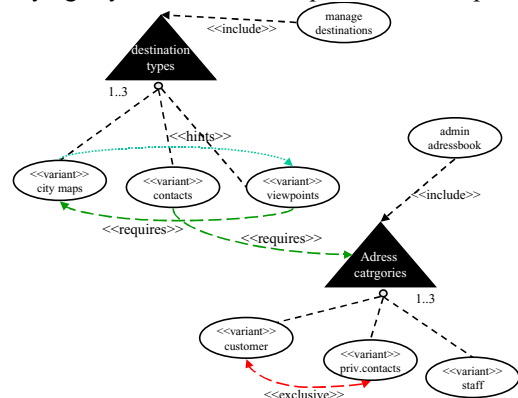 manage
destinations
<<include>>
destination
types
1..3
<<hints>>
admin
adressbook
<<variant>>
city maps
<<variant>>
contacts
<<variant>>
viewpoints
<<include>>
<<requires>>
<<requires>>
Adress
catrgories
1..3
<<variant>>
customer
<<variant>>
priv.contacts
<<variant>>
staff
<<exclusive>>